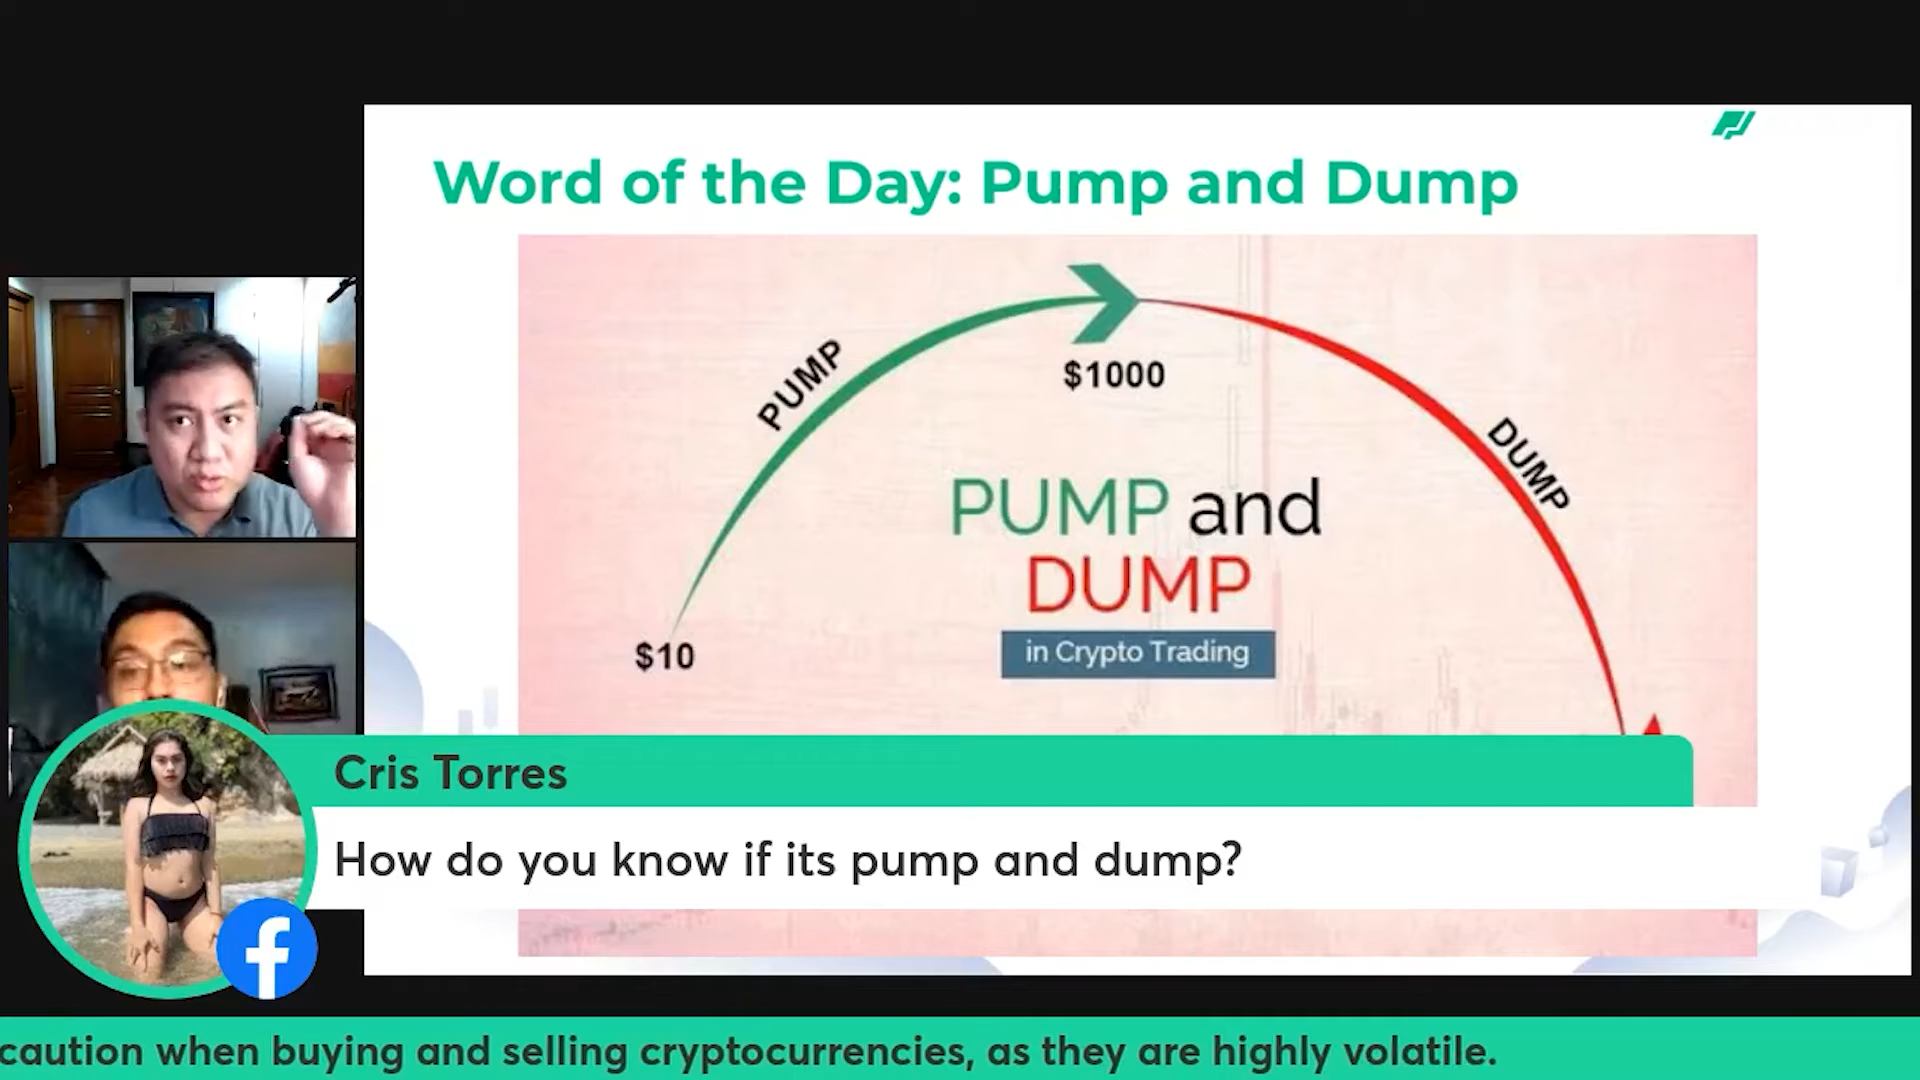 Word of the Day: Pump and Dump
PUMP
$1000
DUMP
PUMP and
DUMP
in Crypto Trading
$10
Cris Torres
How do you know if its pump and dump?
caution when buying and selling cryptocurrencies, as they are highly volatile.